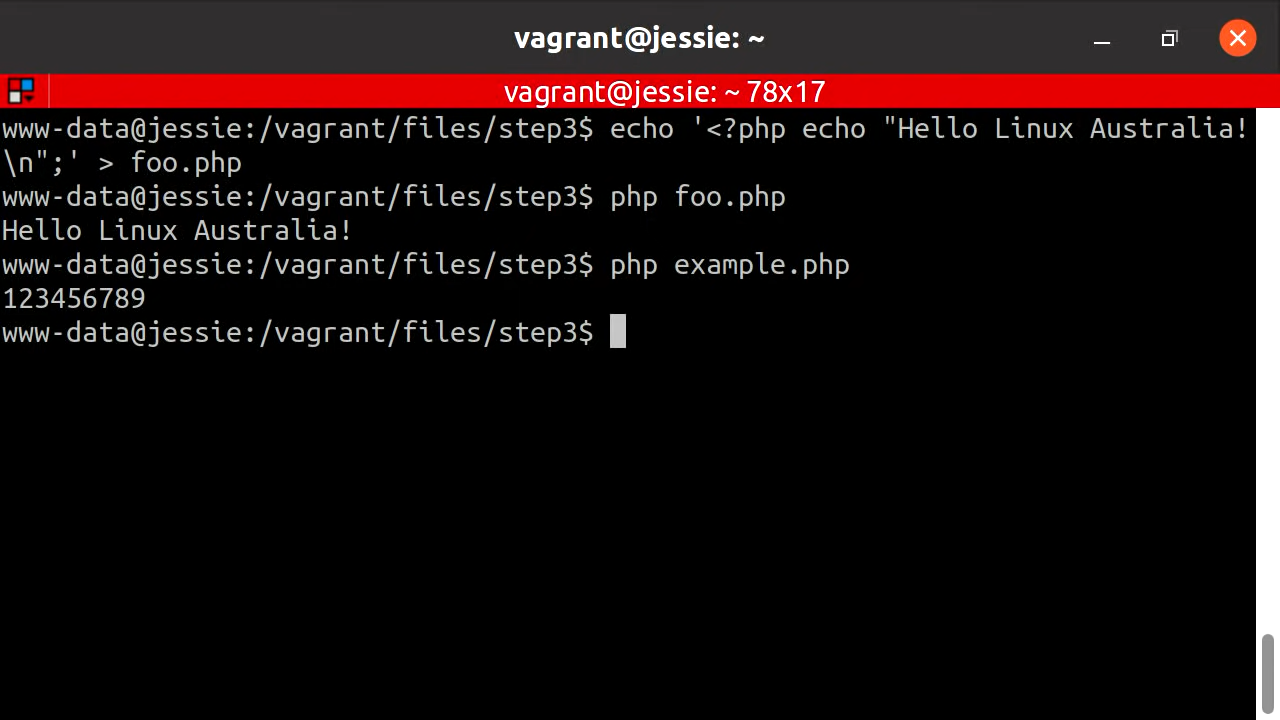 vagrant@jessie: ~
vagrant@jessie: ~ 78x17
www-data@jessie:/vagrant/files/step3$ echo '<?php echo "Hello Linux Australia!
\n";' > foo.php
www-data@jessie:/vagrant/files/step3$ php foo.php
Hello Linux Australia!
www-data@jessie:/vagrant/files/step3$ php example.php
123456789
www-data@jessie:/vagrant/files/step3$